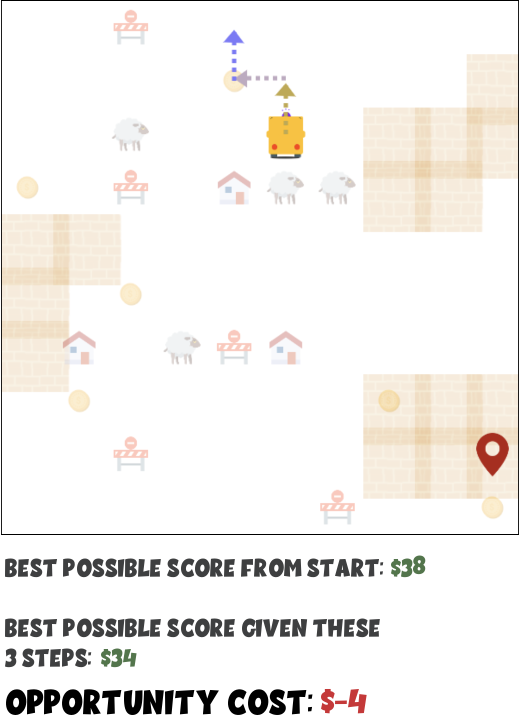 BEST POSSIBLE SCORE FROM START: $38
BEST POSSIBLE SCORE GIVEN THESE
3 STEPS: $34
OPPORTUNITY COST: $-4